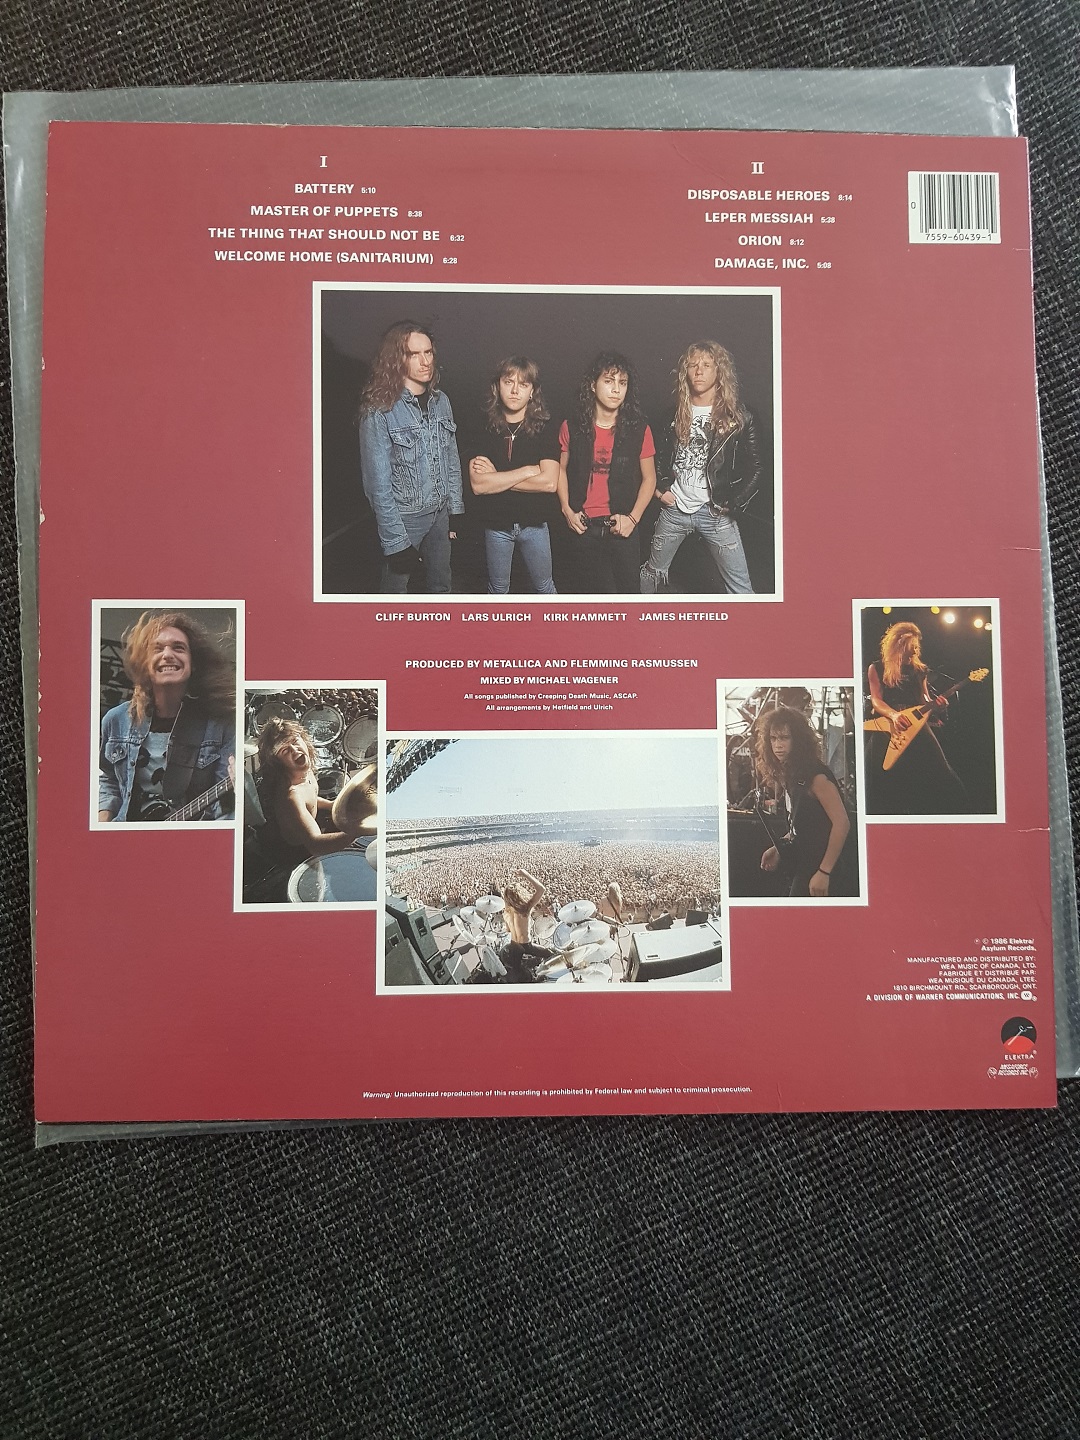 I
BATTERY 5:10
MASTER OF PUPPETS 8:38
THE THING THAT SHOULD NOT BE 6:32
WELCOME HOME (SANITARIUM) 6:28
II
DISPOSABLE HEROES 8:14
LEPER MESSIAH 5:38
ORION 8:12
DAMAGE, INC. 5:08
0
7559-60439-1
CLIFF BURTON LARS ULRICH KIRK HAMMETT JAMES HETFIELD
PRODUCED BY METALLICA AND FLEMMING RASMUSSEN
MIXED BY MICHAEL WAGENER
All songs published by Creeping Death Music, ASCAP.
All arrangements by Hetfield and Ulrich
℗ © 1986 Elektra/
Asylum Records.
MANUFACTURED AND DISTRIBUTED BY:
WEA MUSIC OF CANADA, LTD.
FABRIQUE ET DISTRIBUE PAR:
WEA MUSIQUE DU CANADA, LTEE.
1810 BIRCHMOUNT RD., SCARBOROUGH, ONT.
A DIVISION OF WARNER COMMUNICATIONS, INC. ®
ELEKTRA®
MEGAFORCE
RECORDS INC
Warning: Unauthorized reproduction of this recording is prohibited by Federal law and subject to criminal prosecution.